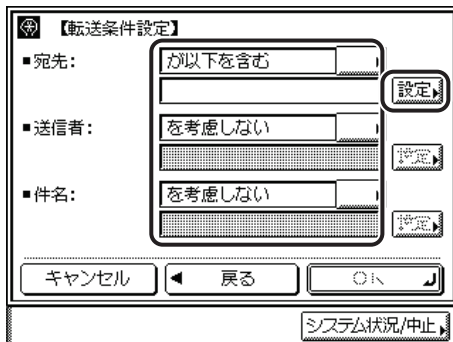 【転送条件設定】
■宛先: が以下を含む
設定
■送信者: を考慮しない
設定
■件名: を考慮しない
設定
キャンセル 戻る OK
システム状況/中止